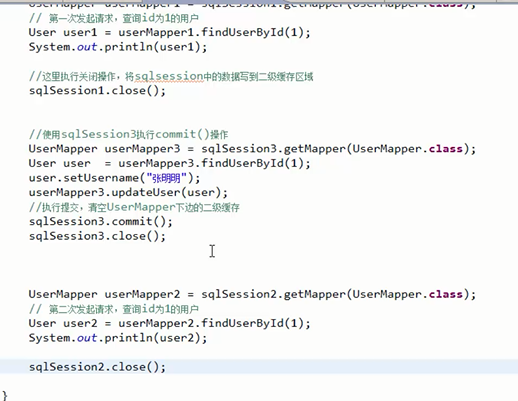 UserMapper userMapper1 = sqlSession1.getMapper(UserMapper.class);
// 第一次发起请求，查询id为1的用户
User user1 = userMapper1.findUserById(1);
System.out.println(user1);
//这里执行关闭操作，将sqlsession中的数据写到二级缓存区域
sqlSession1.close();
//使用sqlSession3执行commit()操作
UserMapper userMapper3 = sqlSession3.getMapper(UserMapper.class);
User user  = userMapper3.findUserById(1);
user.setUsername("张明明");
userMapper3.updateUser(user);
//执行提交，清空UserMapper下边的二级缓存
sqlSession3.commit();
sqlSession3.close();
UserMapper userMapper2 = sqlSession2.getMapper(UserMapper.class);
// 第二次发起请求，查询id为1的用户
User user2 = userMapper2.findUserById(1);
System.out.println(user2);
sqlSession2.close();
}